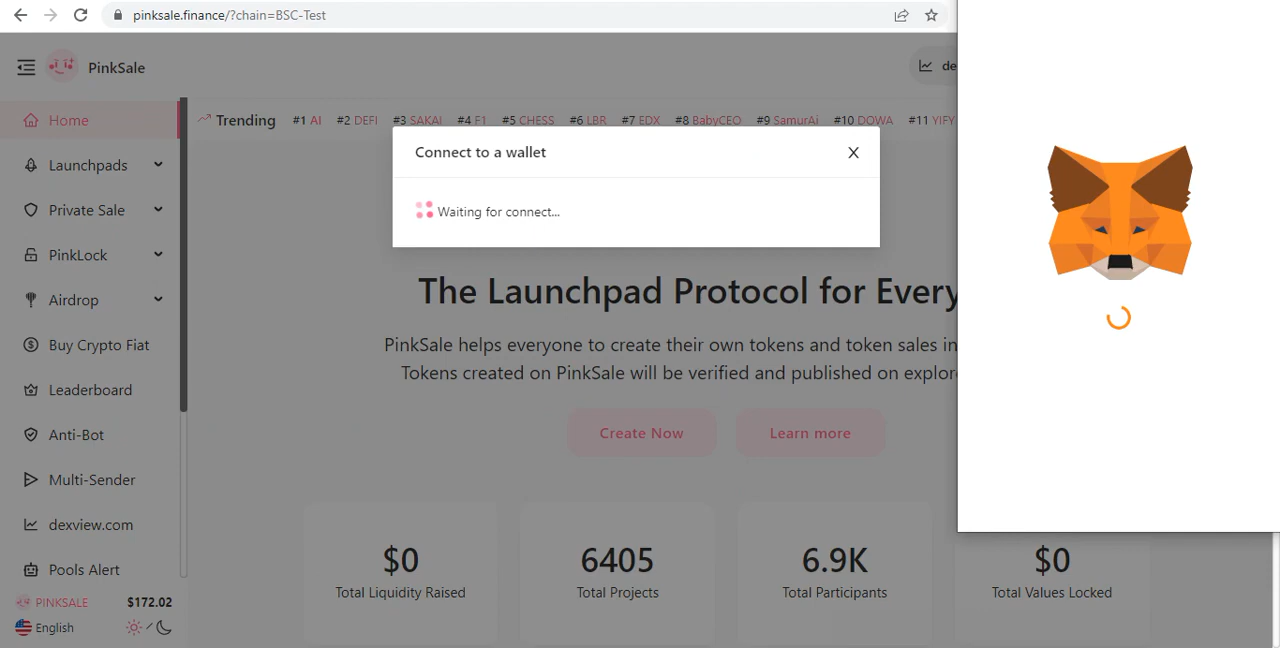 pinksale.finance/?chain=BSC-Test
PinkSale
de
Home
Launchpads
Private Sale
PinkLock
Airdrop
Buy Crypto Fiat
Leaderboard
Anti-Bot
Multi-Sender
dexview.com
Pools Alert
PINKSALE $172.02
English
Trending #1 AI #2 DEFI #3 SAKAI #4 F1 #5 CHESS #6 LBR #7 EDX #8 BabyCEO #9 SamurAi #10 DOWA #11 YIFY
Connect to a wallet X
Waiting for connect...
The Launchpad Protocol for Every
PinkSale helps everyone to create their own tokens and token sales in
Tokens created on PinkSale will be verified and published on explor
Create Now Learn more
$0 6405 6.9K $0
Total Liquidity Raised Total Projects Total Participants Total Values Locked